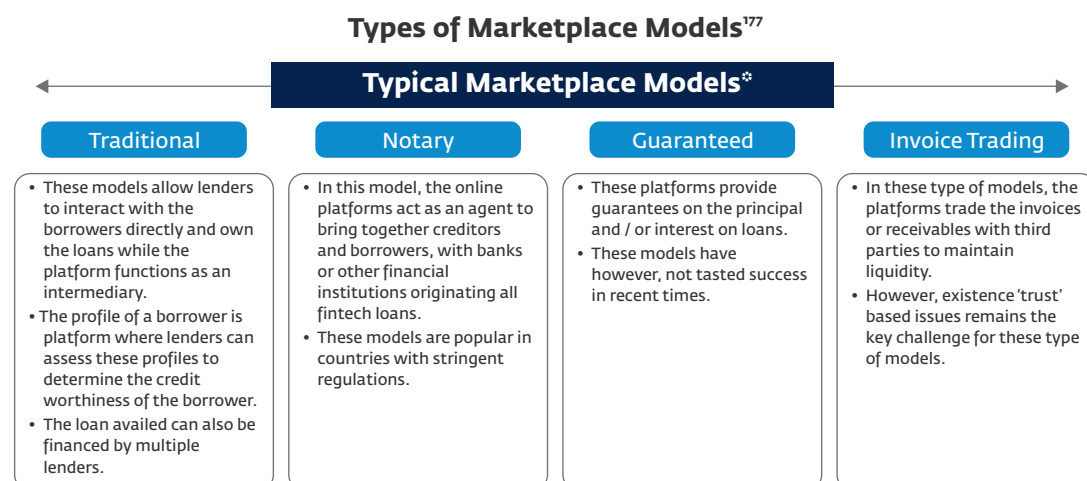 Types of Marketplace Models¹⁷⁷
Typical Marketplace Models*
Traditional
• These models allow lenders
to interact with the
borrowers directly and own
the loans while the
platform functions as an
intermediary.
• The profile of a borrower is
platform where lenders can
assess these profiles to
determine the credit
worthiness of the borrower.
• The loan availed can also be
financed by multiple
lenders.
Notary
• In this model, the online
platforms act as an agent to
bring together creditors
and borrowers, with banks
or other financial
institutions originating all
fintech loans.
• These models are popular in
countries with stringent
regulations.
Guaranteed
• These platforms provide
guarantees on the principal
and / or interest on loans.
• These models have
however, not tasted success
in recent times.
Invoice Trading
• In these type of models, the
platforms trade the invoices
or receivables with third
parties to maintain
liquidity.
• However, existence ‘trust’
based issues remains the
key challenge for these type
of models.